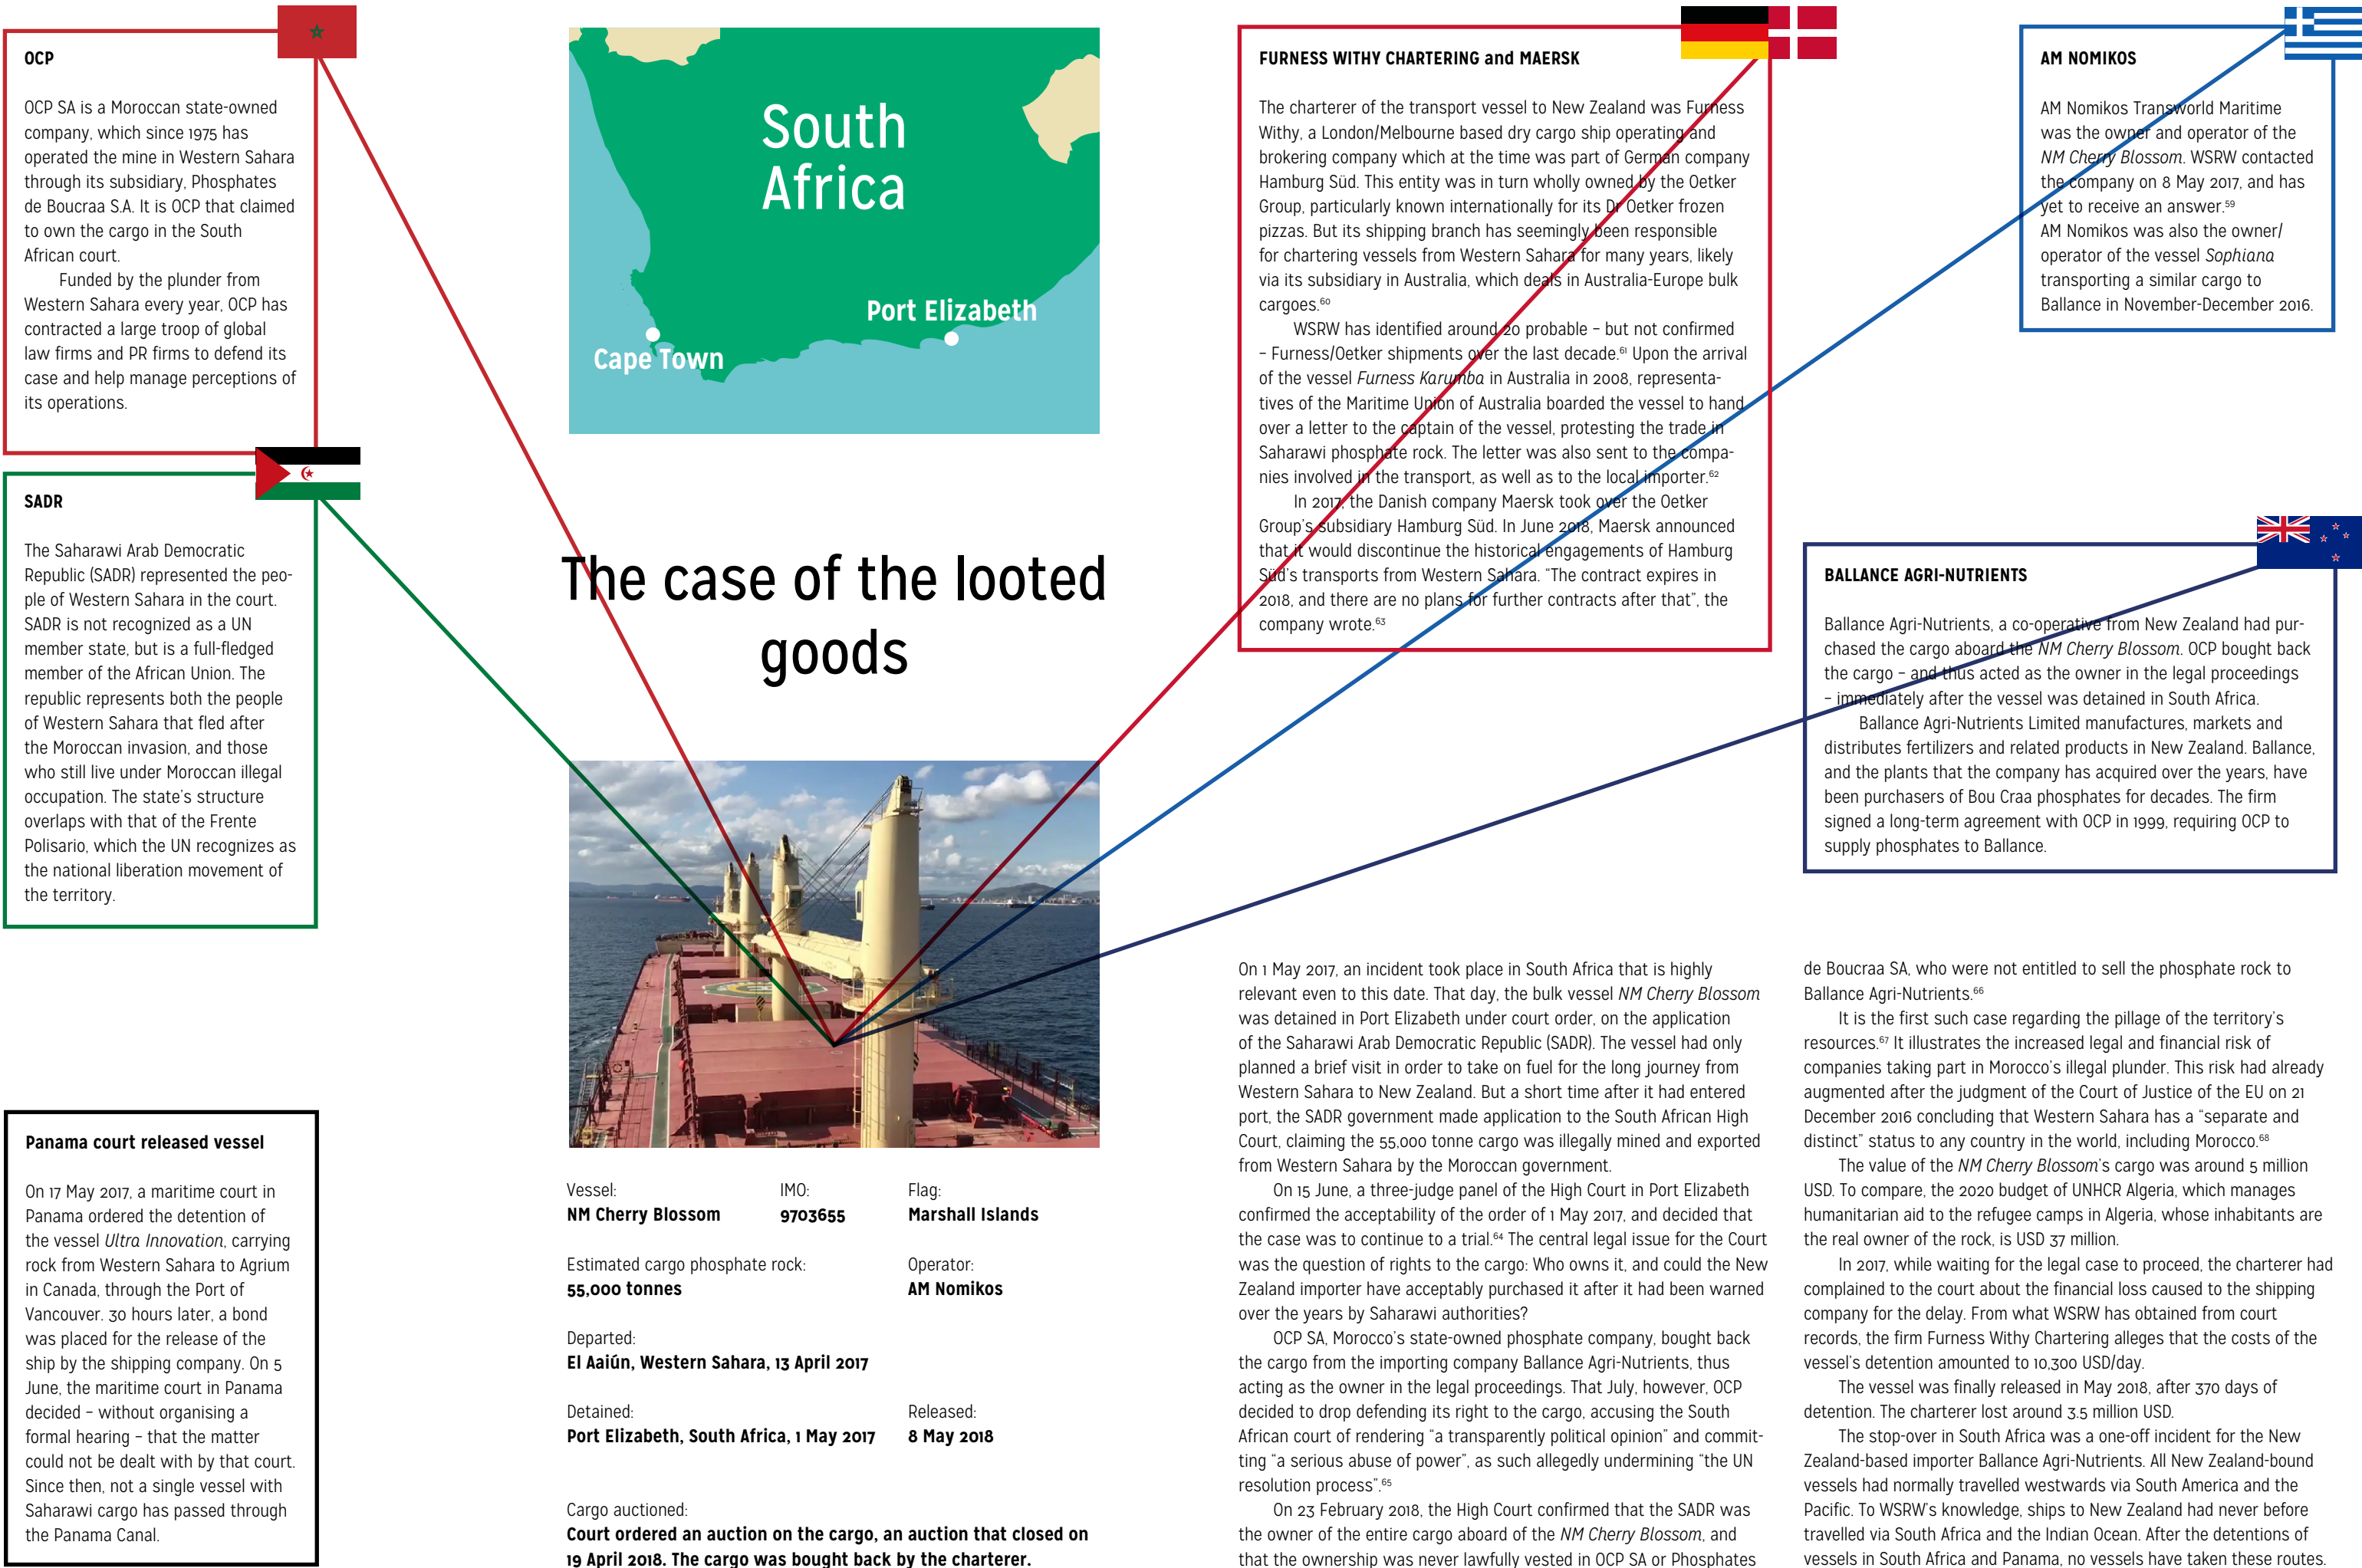 OCP
OCP SA is a Moroccan state-owned
company, which since 1975 has
operated the mine in Western Sahara
through its subsidiary, Phosphates
de Boucraa S.A. It is OCP that claimed
to own the cargo in the South
African court.
Funded by the plunder from
Western Sahara every year, OCP has
contracted a large troop of global
law firms and PR firms to defend its
case and help manage perceptions of
its operations.
SADR
The Saharawi Arab Democratic
Republic (SADR) represented the peo-
ple of Western Sahara in the court.
SADR is not recognized as a UN
member state, but is a full-fledged
member of the African Union. The
republic represents both the people
of Western Sahara that fled after
the Moroccan invasion, and those
who still live under Moroccan illegal
occupation. The state's structure
overlaps with that of the Frente
Polisario, which the UN recognizes as
the national liberation movement of
the territory.
Panama court released vessel
On 17 May 2017, a maritime court in
Panama ordered the detention of
the vessel Ultra Innovation, carrying
rock from Western Sahara to Agrium
in Canada, through the Port of
Vancouver. 30 hours later, a bond
was placed for the release of the
ship by the shipping company. On 5
June, the maritime court in Panama
decided – without organising a
formal hearing – that the matter
could not be dealt with by that court.
Since then, not a single vessel with
Saharawi cargo has passed through
the Panama Canal.
South
Africa
Port Elizabeth
Cape Town
The case of the looted
goods
Vessel: IMO: Flag:
NM Cherry Blossom 9703655 Marshall Islands
Estimated cargo phosphate rock: Operator:
55,000 tonnes AM Nomikos
Departed:
El Aaiún, Western Sahara, 13 April 2017
Detained: Released:
Port Elizabeth, South Africa, 1 May 2017 8 May 2018
Cargo auctioned:
Court ordered an auction on the cargo, an auction that closed on
19 April 2018. The cargo was bought back by the charterer.
FURNESS WITHY CHARTERING and MAERSK
The charterer of the transport vessel to New Zealand was Furness
Withy, a London/Melbourne based dry cargo ship operating and
brokering company which at the time was part of German company
Hamburg Süd. This entity was in turn wholly owned by the Oetker
Group, particularly known internationally for its Dr Oetker frozen
pizzas. But its shipping branch has seemingly been responsible
for chartering vessels from Western Sahara for many years, likely
via its subsidiary in Australia, which deals in Australia-Europe bulk
cargoes.60
WSRW has identified around 20 probable – but not confirmed
– Furness/Oetker shipments over the last decade.61 Upon the arrival
of the vessel Furness Karumba in Australia in 2008, representa-
tives of the Maritime Union of Australia boarded the vessel to hand
over a letter to the captain of the vessel, protesting the trade in
Saharawi phosphate rock. The letter was also sent to the compa-
nies involved in the transport, as well as to the local importer.62
In 2017, the Danish company Maersk took over the Oetker
Group's subsidiary Hamburg Süd. In June 2018, Maersk announced
that it would discontinue the historical engagements of Hamburg
Süd's transports from Western Sahara. "The contract expires in
2018, and there are no plans for further contracts after that", the
company wrote.63
AM NOMIKOS
AM Nomikos Transworld Maritime
was the owner and operator of the
NM Cherry Blossom. WSRW contacted
the company on 8 May 2017, and has
yet to receive an answer.59
AM Nomikos was also the owner/
operator of the vessel Sophiana
transporting a similar cargo to
Ballance in November-December 2016.
BALLANCE AGRI-NUTRIENTS
Ballance Agri-Nutrients, a co-operative from New Zealand had pur-
chased the cargo aboard the NM Cherry Blossom. OCP bought back
the cargo – and thus acted as the owner in the legal proceedings
– immediately after the vessel was detained in South Africa.
Ballance Agri-Nutrients Limited manufactures, markets and
distributes fertilizers and related products in New Zealand. Ballance,
and the plants that the company has acquired over the years, have
been purchasers of Bou Craa phosphates for decades. The firm
signed a long-term agreement with OCP in 1999, requiring OCP to
supply phosphates to Ballance.
On 1 May 2017, an incident took place in South Africa that is highly
relevant even to this date. That day, the bulk vessel NM Cherry Blossom
was detained in Port Elizabeth under court order, on the application
of the Saharawi Arab Democratic Republic (SADR). The vessel had only
planned a brief visit in order to take on fuel for the long journey from
Western Sahara to New Zealand. But a short time after it had entered
port, the SADR government made application to the South African High
Court, claiming the 55,000 tonne cargo was illegally mined and exported
from Western Sahara by the Moroccan government.
On 15 June, a three-judge panel of the High Court in Port Elizabeth
confirmed the acceptability of the order of 1 May 2017, and decided that
the case was to continue to a trial.64 The central legal issue for the Court
was the question of rights to the cargo: Who owns it, and could the New
Zealand importer have acceptably purchased it after it had been warned
over the years by Saharawi authorities?
OCP SA, Morocco's state-owned phosphate company, bought back
the cargo from the importing company Ballance Agri-Nutrients, thus
acting as the owner in the legal proceedings. That July, however, OCP
decided to drop defending its right to the cargo, accusing the South
African court of rendering "a transparently political opinion" and commit-
ting "a serious abuse of power", as such allegedly undermining "the UN
resolution process".65
On 23 February 2018, the High Court confirmed that the SADR was
the owner of the entire cargo aboard of the NM Cherry Blossom, and
that the ownership was never lawfully vested in OCP SA or Phosphates
de Boucraa SA, who were not entitled to sell the phosphate rock to
Ballance Agri-Nutrients.66
It is the first such case regarding the pillage of the territory's
resources.67 It illustrates the increased legal and financial risk of
companies taking part in Morocco's illegal plunder. This risk had already
augmented after the judgment of the Court of Justice of the EU on 21
December 2016 concluding that Western Sahara has a "separate and
distinct" status to any country in the world, including Morocco.68
The value of the NM Cherry Blossom's cargo was around 5 million
USD. To compare, the 2020 budget of UNHCR Algeria, which manages
humanitarian aid to the refugee camps in Algeria, whose inhabitants are
the real owner of the rock, is USD 37 million.
In 2017, while waiting for the legal case to proceed, the charterer had
complained to the court about the financial loss caused to the shipping
company for the delay. From what WSRW has obtained from court
records, the firm Furness Withy Chartering alleges that the costs of the
vessel's detention amounted to 10,300 USD/day.
The vessel was finally released in May 2018, after 370 days of
detention. The charterer lost around 3.5 million USD.
The stop-over in South Africa was a one-off incident for the New
Zealand-based importer Ballance Agri-Nutrients. All New Zealand-bound
vessels had normally travelled westwards via South America and the
Pacific. To WSRW's knowledge, ships to New Zealand had never before
travelled via South Africa and the Indian Ocean. After the detentions of
vessels in South Africa and Panama, no vessels have taken these routes.